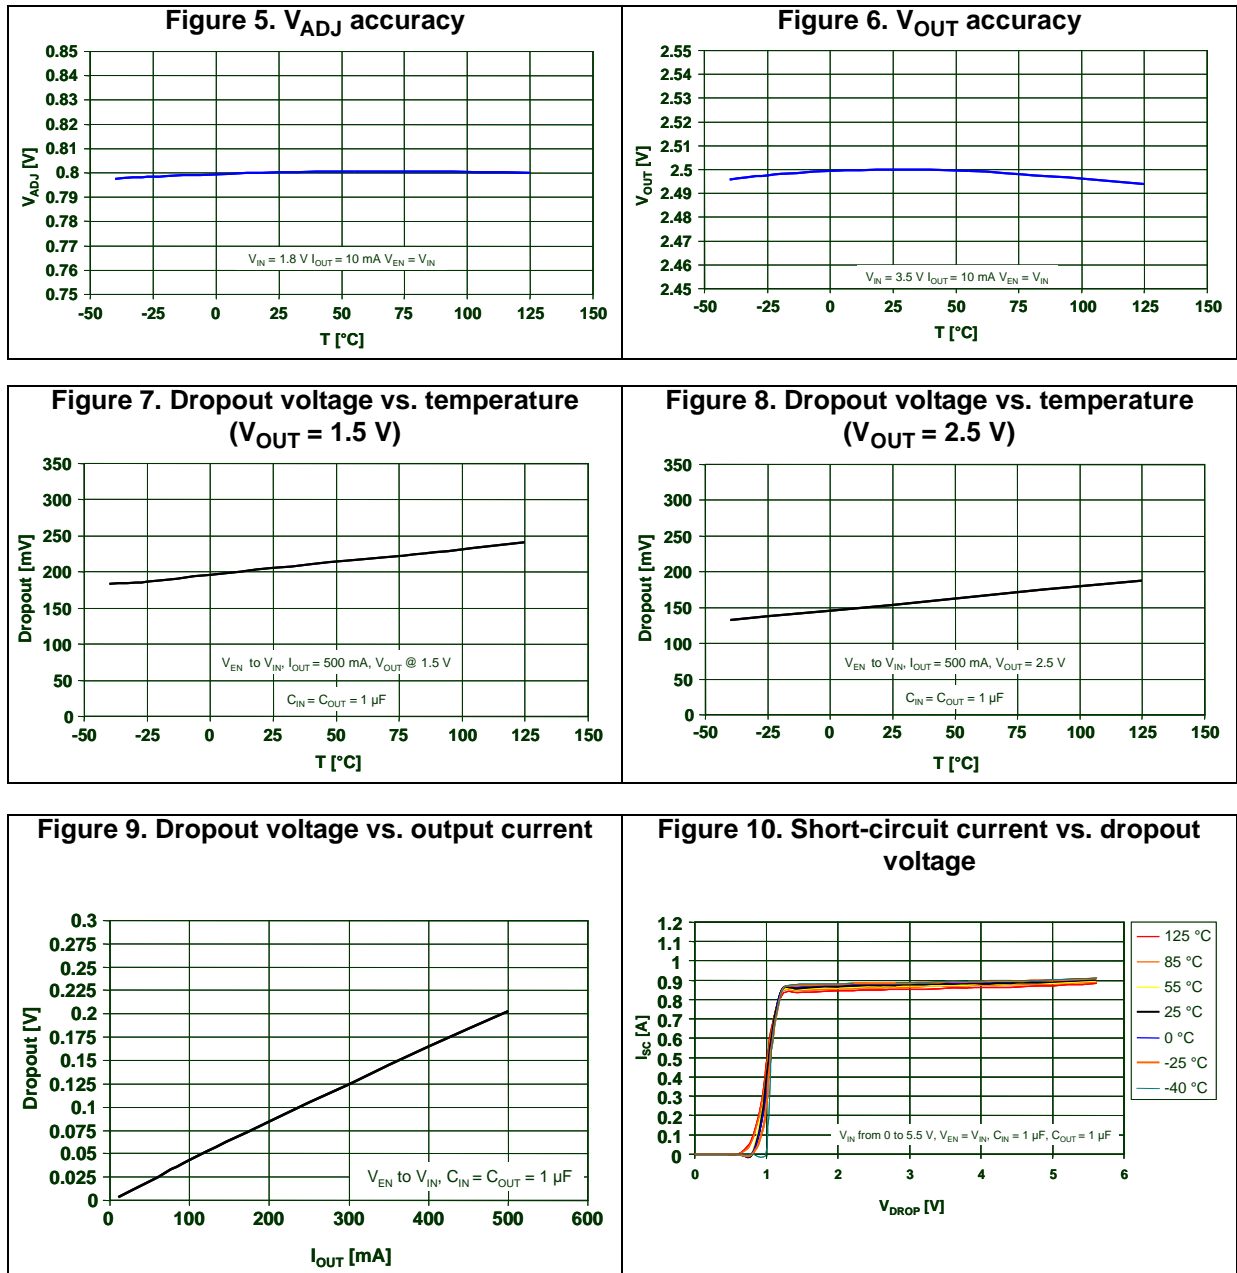 Figure 5. VADJ accuracy
0.85
0.84
0.83
0.82
0.81
0.8
0.79
0.78
0.77
0.76
0.75
VADJ [V]
VIN = 1.8 V IOUT = 10 mA VEN = VIN
-50 -25 0 25 50 75 100 125 150
T [°C]
Figure 6. VOUT accuracy
2.55
2.54
2.53
2.52
2.51
2.5
2.49
2.48
2.47
2.46
2.45
VOUT [V]
VIN = 3.5 V IOUT = 10 mA VEN = VIN
-50 -25 0 25 50 75 100 125 150
T [°C]
Figure 7. Dropout voltage vs. temperature
(VOUT = 1.5 V)
350
300
250
200
150
100
50
0
Dropout [mV]
VEN to VIN, IOUT = 500 mA, VOUT @ 1.5 V
CIN = COUT = 1 µF
-50 -25 0 25 50 75 100 125 150
T [°C]
Figure 8. Dropout voltage vs. temperature
(VOUT = 2.5 V)
350
300
250
200
150
100
50
0
Dropout [mV]
VEN to VIN, IOUT = 500 mA, VOUT = 2.5 V
CIN = COUT = 1 µF
-50 -25 0 25 50 75 100 125 150
T [°C]
Figure 9. Dropout voltage vs. output current
0.3
0.275
0.25
0.225
0.2
0.175
0.15
0.125
0.1
0.075
0.05
0.025
0
Dropout [V]
VEN to VIN, CIN = COUT = 1 µF
0 100 200 300 400 500 600
IOUT [mA]
Figure 10. Short-circuit current vs. dropout
voltage
1.2
1.1
1
0.9
0.8
0.7
0.6
0.5
0.4
0.3
0.2
0.1
0
ISC [A]
VIN from 0 to 5.5 V, VEN = VIN, CIN = 1 µF, COUT = 1 µF
0 1 2 3 4 5 6
VDROP [V]
125 °C
85 °C
55 °C
25 °C
0 °C
-25 °C
-40 °C